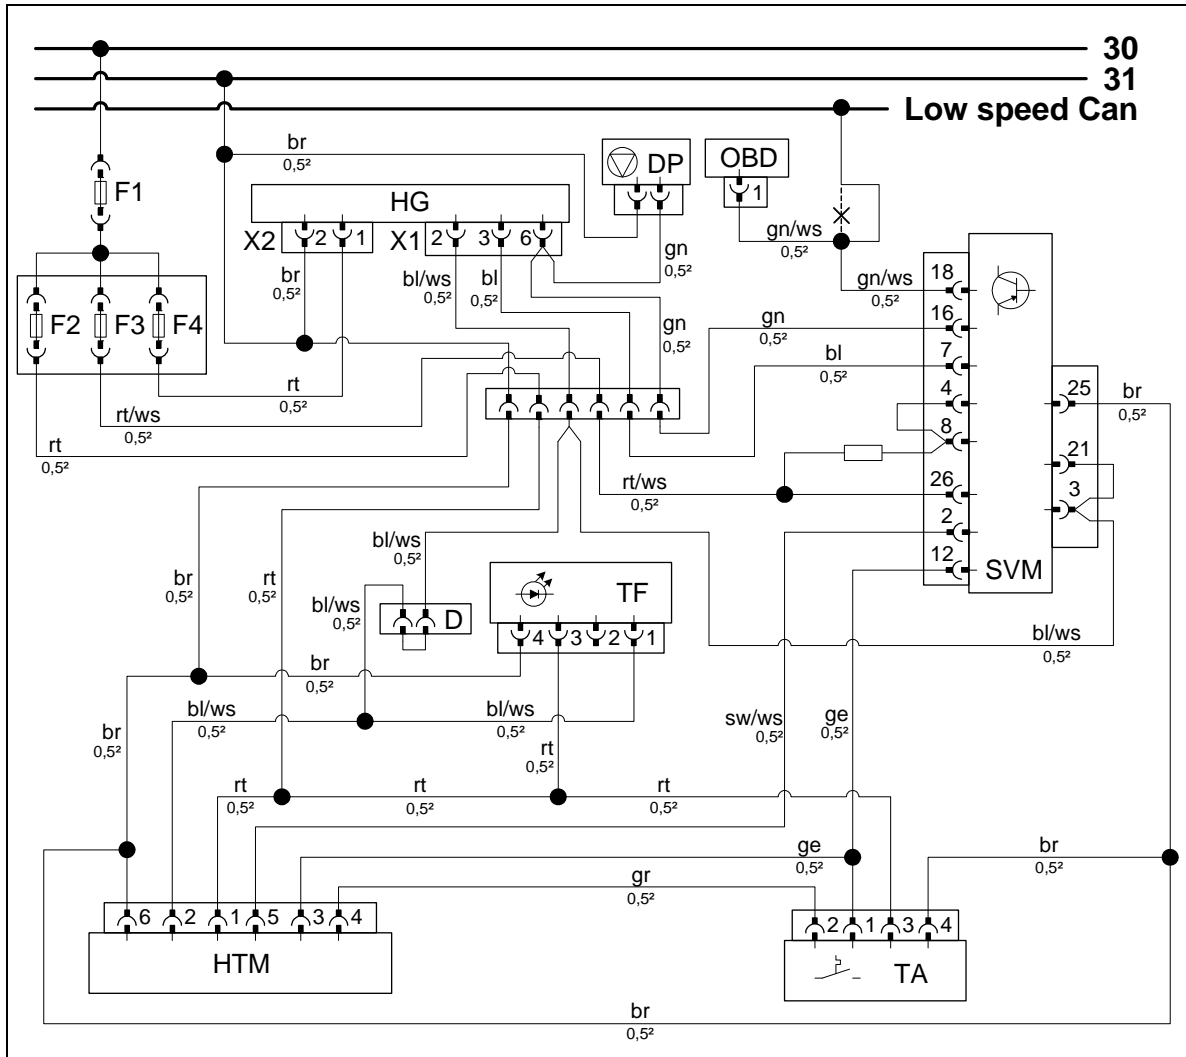 30
31
Low speed Can
br
0,5²
DP
OBD
1
F1
HG
X2 2 1 X1 2 3 6
gn/ws
0,5²
br
0,5²
bl/ws
0,5²
bl
0,5²
gn
0,5²
gn/ws
0,5²
18
F2 F3 F4
gn
0,5²
gn
0,5²
16
bl
0,5²
7
rt
0,5²
4
25
br
0,5²
rt/ws
0,5²
8
rt
0,5²
21
rt/ws
0,5²
26
3
2
bl/ws
0,5²
12
SVM
br
0,5²
rt
0,5²
bl/ws
0,5²
D
TF
4 3 2 1
bl/ws
0,5²
br
0,5²
br
0,5²
bl/ws
0,5²
bl/ws
0,5²
sw/ws
0,5²
ge
0,5²
rt
0,5²
rt
0,5²
rt
0,5²
rt
0,5²
ge
0,5²
br
0,5²
gr
0,5²
6 2 1 5 3 4
2 1 3 4
HTM
TA
br
0,5²